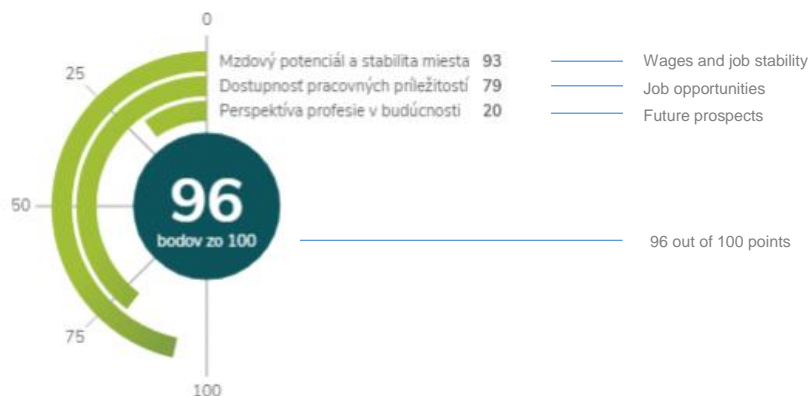 0
Mzdový potenciál a stabilita miesta 93 Wages and job stability
25
Dostupnosť pracovných príležitostí 79 Job opportunities
Perspektíva profesie v budúcnosti 20 Future prospects
50
96
bodov zo 100 96 out of 100 points
75
100